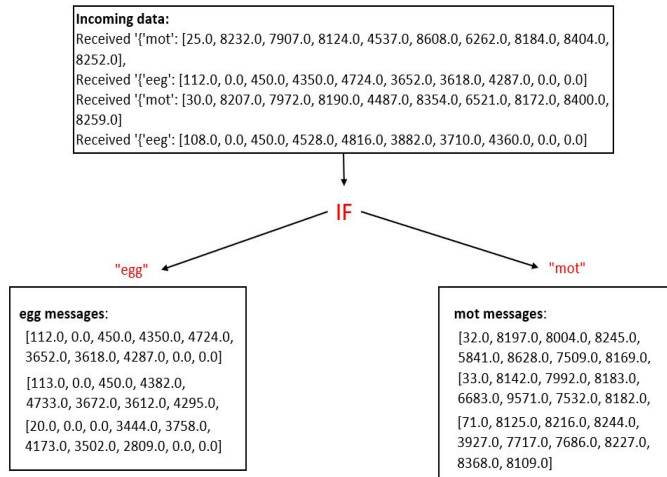 Incoming data:
Received '{'mot': [25.0, 8232.0, 7907.0, 8124.0, 4537.0, 8608.0, 6262.0, 8184.0, 8404.0,
8252.0],
Received '{'eeg': [112.0, 0.0, 450.0, 4350.0, 4724.0, 3652.0, 3618.0, 4287.0, 0.0, 0.0]
Received '{'mot': [30.0, 8207.0, 7972.0, 8190.0, 4487.0, 8354.0, 6521.0, 8172.0, 8400.0,
8259.0]
Received '{'eeg': [108.0, 0.0, 450.0, 4528.0, 4816.0, 3882.0, 3710.0, 4360.0, 0.0, 0.0]
IF
"egg"
"mot"
egg messages:
[112.0, 0.0, 450.0, 4350.0, 4724.0,
3652.0, 3618.0, 4287.0, 0.0, 0.0]
[113.0, 0.0, 450.0, 4382.0,
4733.0, 3672.0, 3612.0, 4295.0,
[20.0, 0.0, 0.0, 3444.0, 3758.0,
4173.0, 3502.0, 2809.0, 0.0, 0.0]
mot messages:
[32.0, 8197.0, 8004.0, 8245.0,
5841.0, 8628.0, 7509.0, 8169.0,
[33.0, 8142.0, 7992.0, 8183.0,
6683.0, 9571.0, 7532.0, 8182.0,
[71.0, 8125.0, 8216.0, 8244.0,
3927.0, 7717.0, 7686.0, 8227.0,
8368.0, 8109.0]